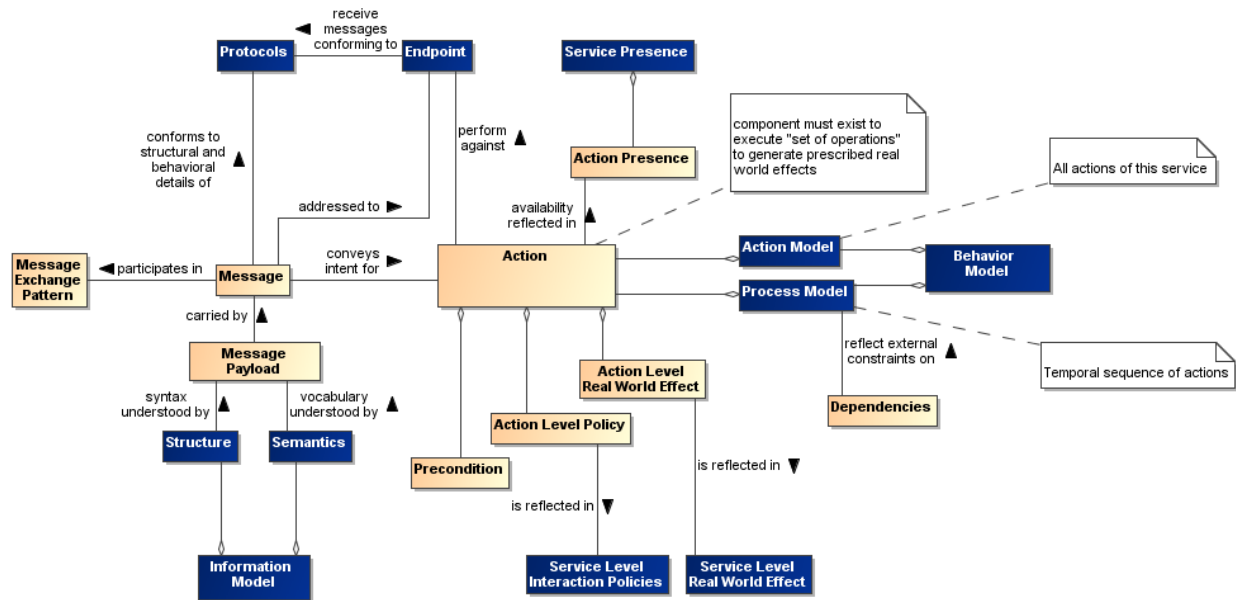 receive
messages
conforming to
Protocols
Endpoint
Service Presence
component must exist to
execute "set of operations"
to generate prescribed real
world effects
conforms to
structural and
behavioral
details of
perform
against
Action Presence
All actions of this service
addressed to
availability
reflected in
Message
Exchange
Pattern
participates in
Message
conveys
intent for
Action
Action Model
Behavior
Model
Process Model
carried by
Message
Payload
reflect external
constraints on
Action Level
Real World Effect
Temporal sequence of actions
syntax
understood by
vocabulary
understood by
Dependencies
Action Level Policy
Structure
Semantics
Precondition
is reflected in
is reflected in
Information
Model
Service Level
Interaction Policies
Service Level
Real World Effect